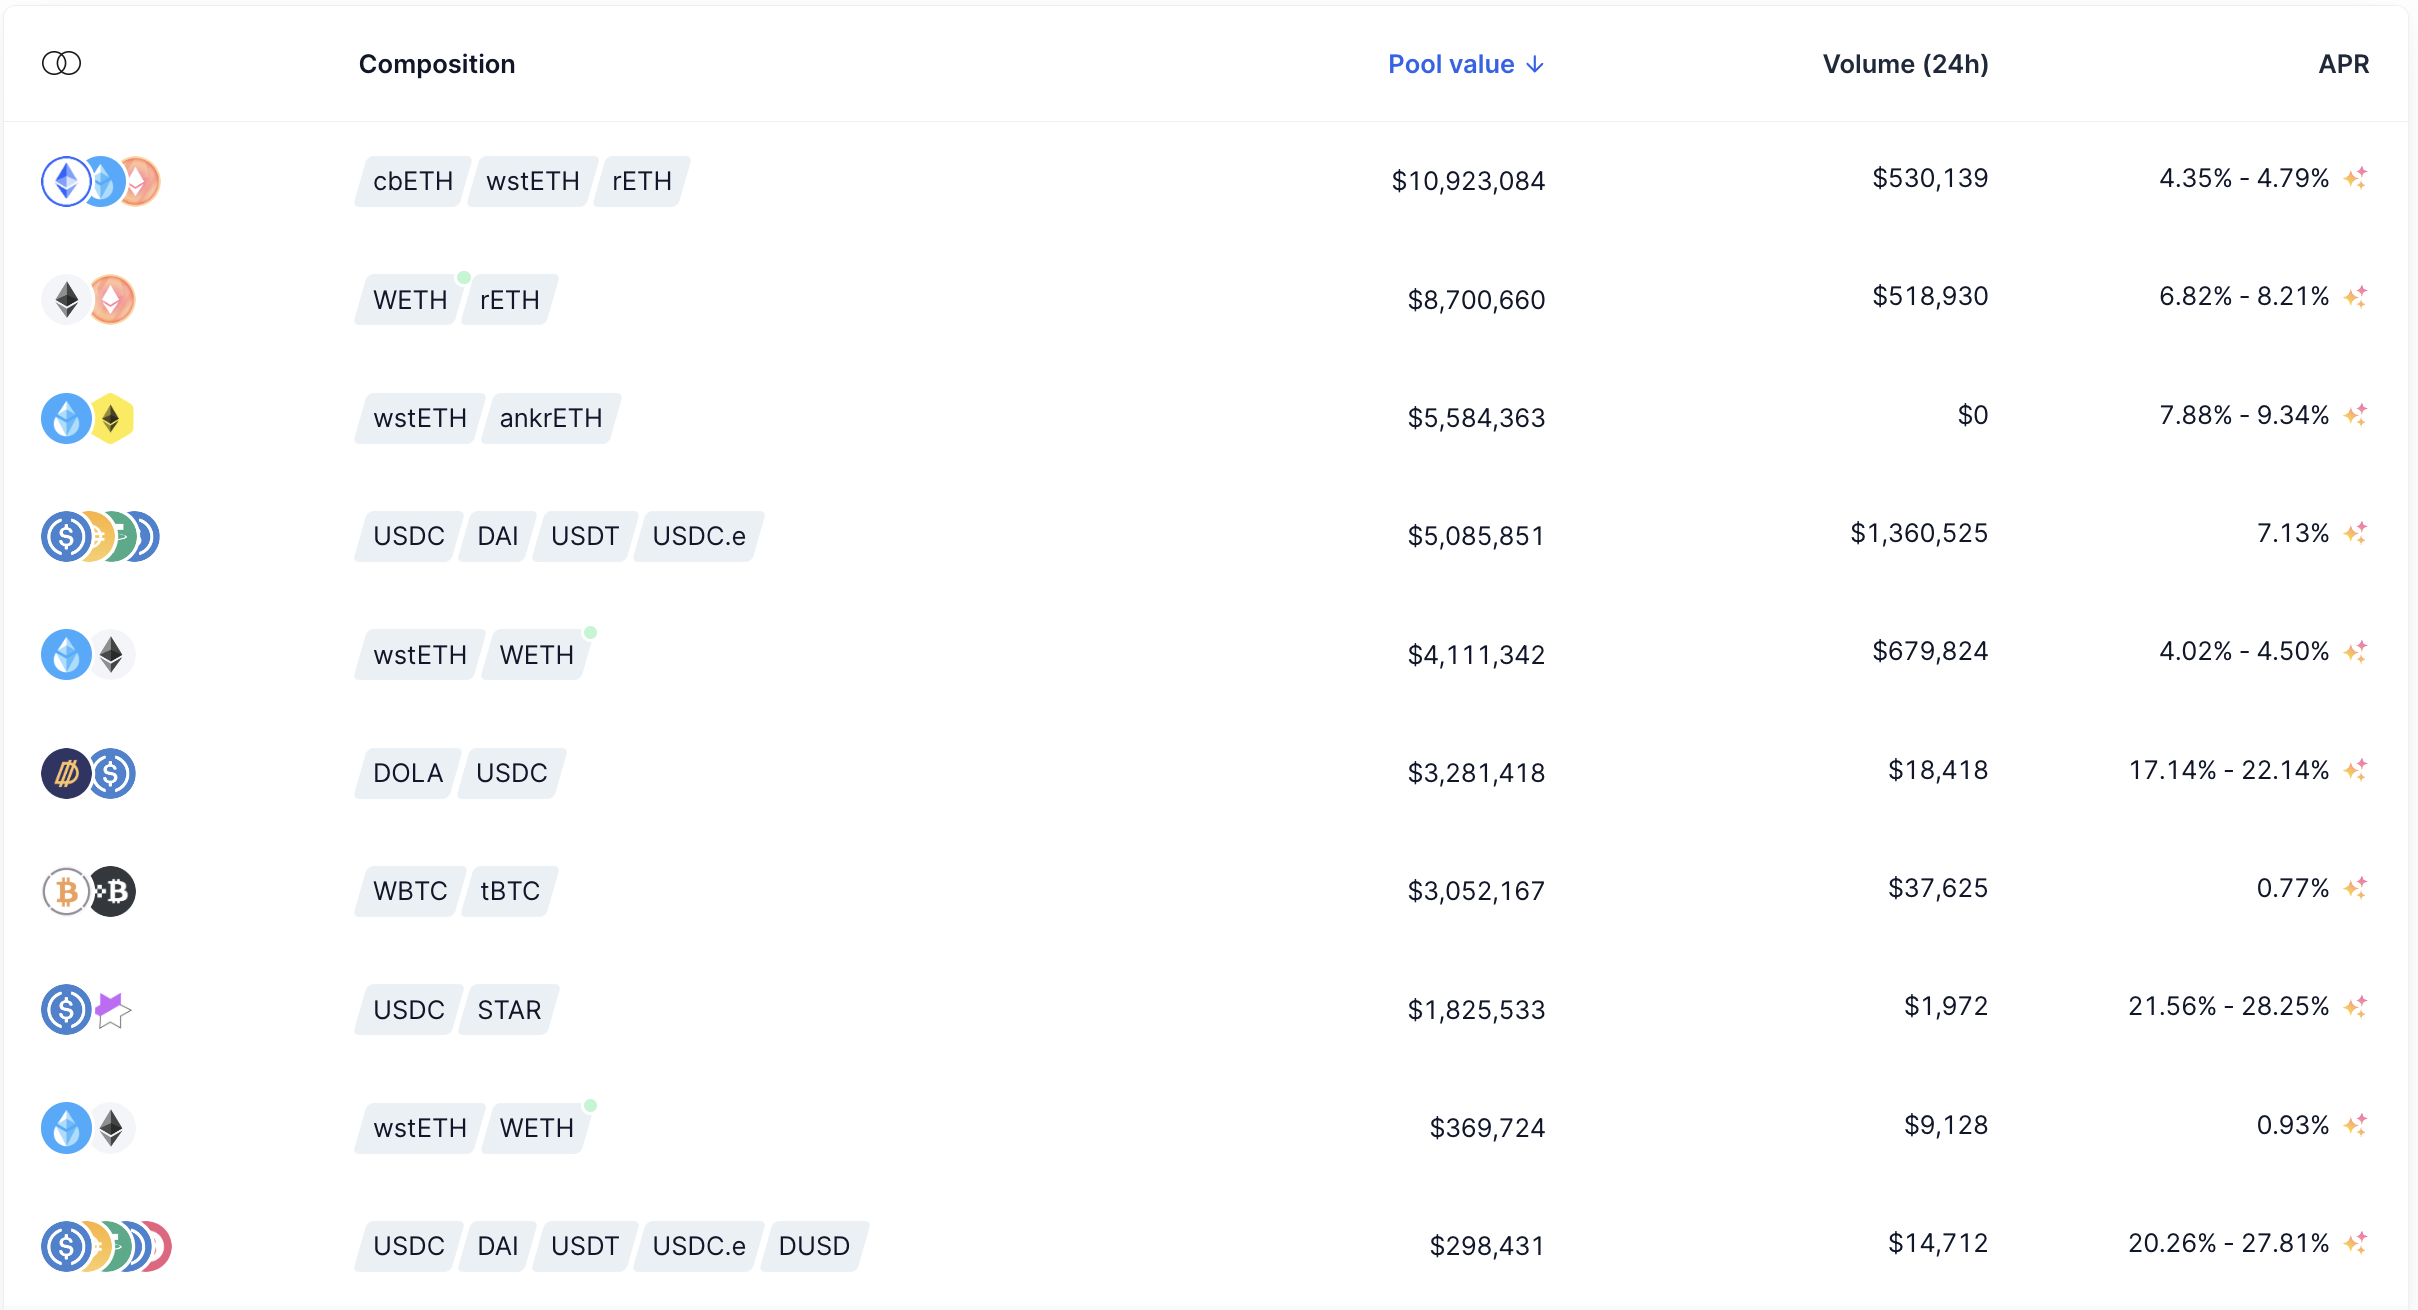 Composition Pool value ↓ Volume (24h) APR
cbETH wstETH rETH $10,923,084 $530,139 4.35% - 4.79%
WETH rETH $8,700,660 $518,930 6.82% - 8.21%
wstETH ankrETH $5,584,363 $0 7.88% - 9.34%
USDC DAI USDT USDC.e $5,085,851 $1,360,525 7.13%
wstETH WETH $4,111,342 $679,824 4.02% - 4.50%
DOLA USDC $3,281,418 $18,418 17.14% - 22.14%
WBTC tBTC $3,052,167 $37,625 0.77%
USDC STAR $1,825,533 $1,972 21.56% - 28.25%
wstETH WETH $369,724 $9,128 0.93%
USDC DAI USDT USDC.e DUSD $298,431 $14,712 20.26% - 27.81%